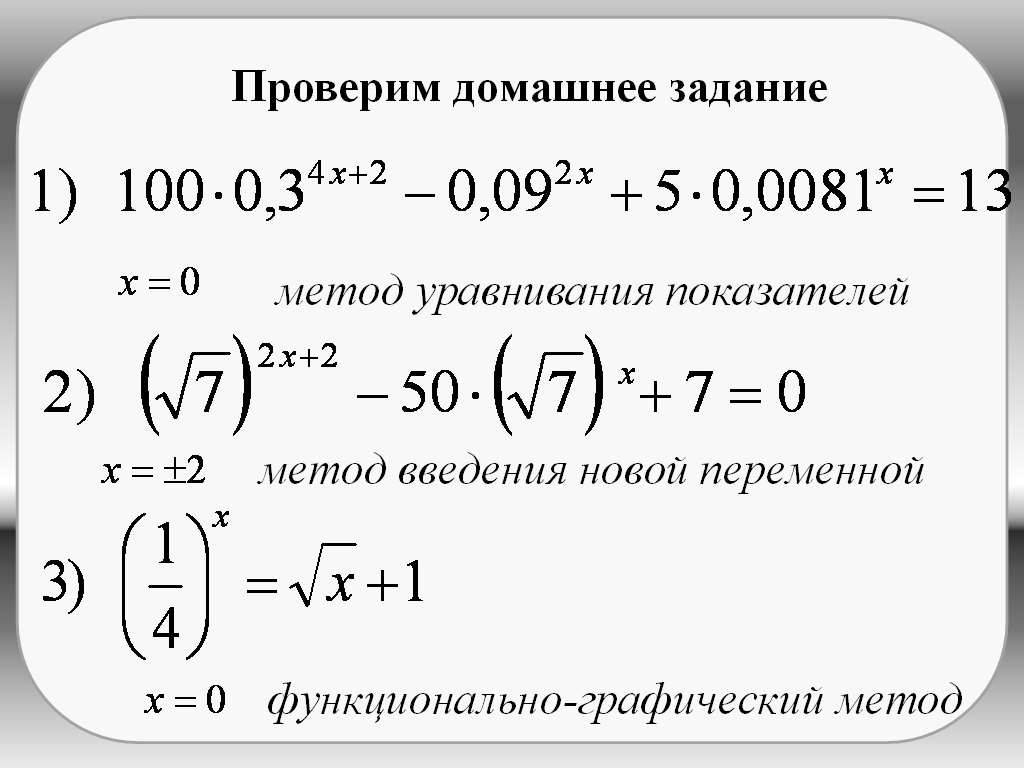 Проверим домашнее задание
1) 100·0,3^{4x+2} − 0,09^{2x} + 5·0,0081^{x} = 13
x = 0 метод уравнивания показателей
2) (√7)^{2x+2} − 50·(√7)^{x} + 7 = 0
x = ±2 метод введения новой переменной
3) (1/4)^{x} = √x + 1
x = 0 функционально-графический метод